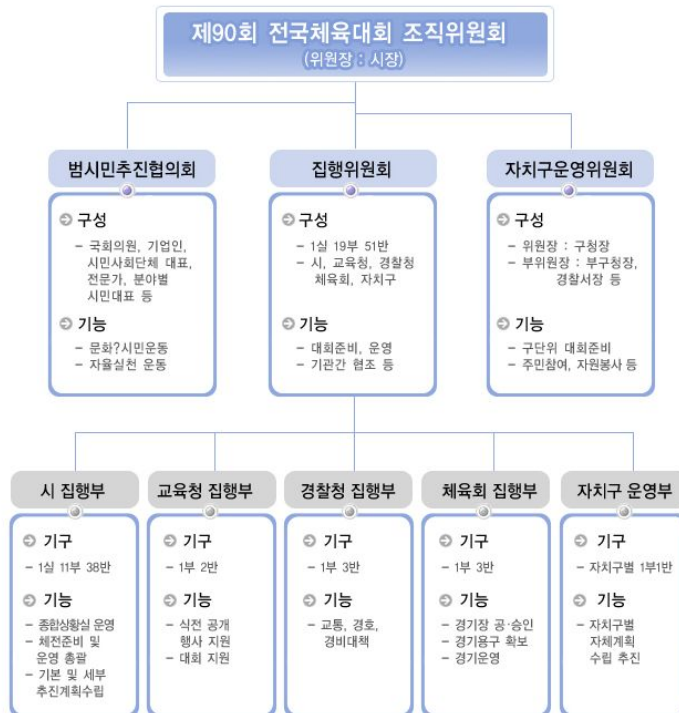 제90회 전국체육대회 조직위원회
(위원장 : 시장)
범시민추진협의회
구성
- 국회의원, 기업인,
시민사회단체 대표,
전문가, 분야별
시민대표 등
기능
- 문화?시민운동
- 자율실천 운동
집행위원회
구성
- 1실 19부 51반
- 시, 교육청, 경찰청
체육회, 자치구
기능
- 대회준비, 운영
- 기관간 협조 등
자치구운영위원회
구성
- 위원장 : 구청장
- 부위원장 : 부구청장,
경찰서장 등
기능
- 구단위 대회준비
- 주민참여, 자원봉사 등
시 집행부
기구
- 1실 11부 38반
기능
- 종합상황실 운영
- 체전준비 및
운영 총괄
- 기본 및 세부
추진계획수립
교육청 집행부
기구
- 1부 2반
기능
- 식전 공개
행사 지원
- 대회 지원
경찰청 집행부
기구
- 1부 3반
기능
- 교통, 경호,
경비대책
체육회 집행부
기구
- 1부 3반
기능
- 경기장 공·승인
- 경기용구 확보
- 경기운영
자치구 운영부
기구
- 자치구별 1부1반
기능
- 자치구별
자체계획
수립 추진